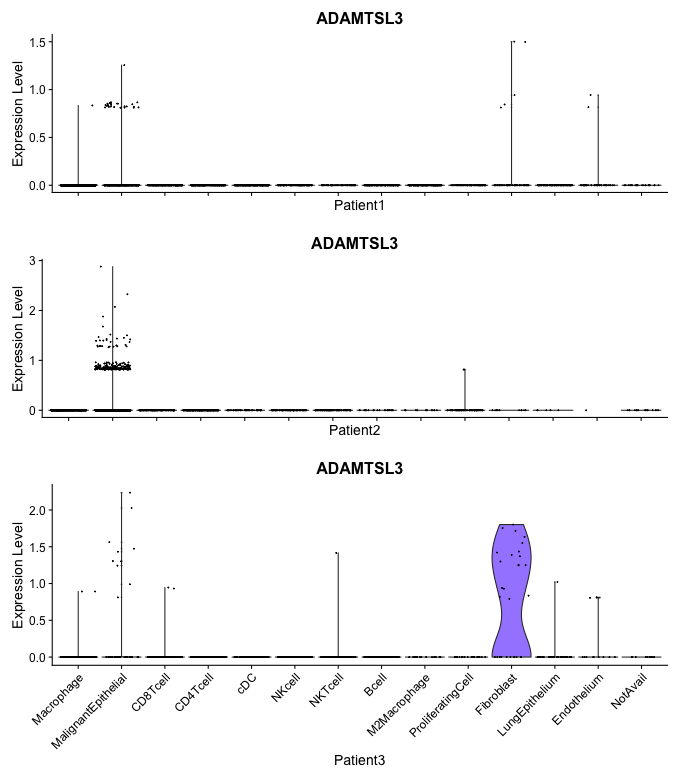 ADAMTSL3
Expression Level
1.5
1.0
0.5
0.0
Patient1
ADAMTSL3
Expression Level
3
2
1
0
Patient2
ADAMTSL3
Expression Level
2.0
1.5
1.0
0.5
0.0
Macrophage
MalignantEpithelial
CD8Tcell
CD4Tcell
cDC
NKcell
NKTcell
Bcell
M2Macrophage
ProliferatingCell
Fibroblast
LungEpithelium
Endothelium
NotAvail
Patient3